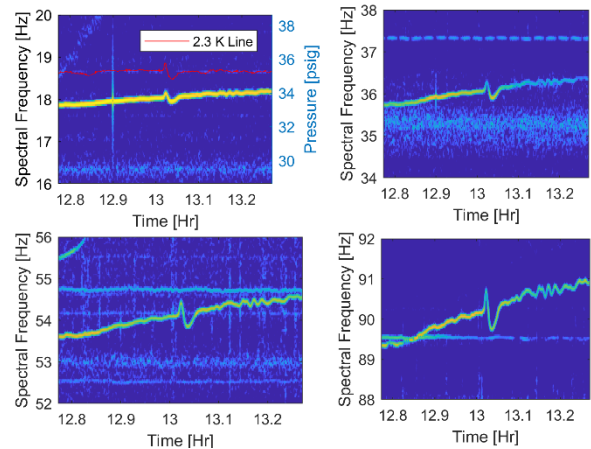 20
19
18
17
16
Spectral Frequency [Hz]
2.3 K Line
38
36
34
32
30
Pressure [psig]
12.8 12.9 13 13.1 13.2
Time [Hr]
38
37
36
35
34
Spectral Frequency [Hz]
12.8 12.9 13 13.1 13.2
Time [Hr]
56
55
54
53
52
Spectral Frequency [Hz]
12.8 12.9 13 13.1 13.2
Time [Hr]
92
91
90
89
88
Spectral Frequency [Hz]
12.8 12.9 13 13.1 13.2
Time [Hr]